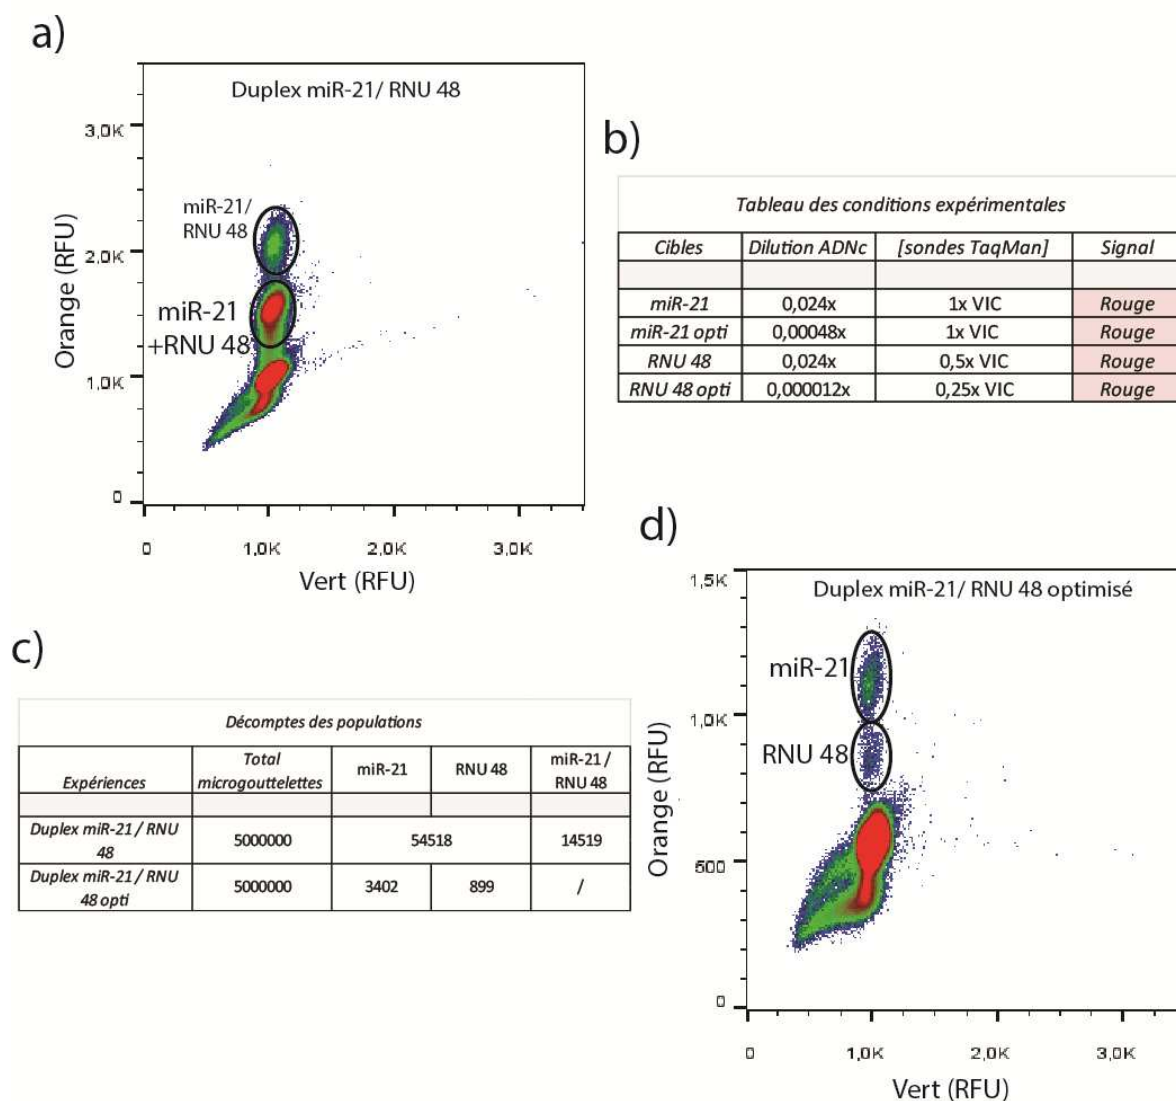 a)
Duplex miR-21/ RNU 48
3,0K
2,0K
1,0K
0
Orange (RFU)
miR-21/
RNU 48
miR-21
+RNU 48
0
1,0K
2,0K
3,0K
Vert (RFU)
b)
Tableau des conditions expérimentales
Cibles Dilution ADNc [sondes TaqMan] Signal
miR-21 0,024x 1x VIC Rouge
miR-21 opti 0,00048x 1x VIC Rouge
RNU 48 0,024x 0,5x VIC Rouge
RNU 48 opti 0,000012x 0,25x VIC Rouge
c)
Décomptes des populations
Expériences Total microgouttelettes miR-21 RNU 48 miR-21 / RNU 48
Duplex miR-21 / RNU 48 5000000 54518 14519
Duplex miR-21 / RNU 48 opti 5000000 3402 899 /
d)
Duplex miR-21/ RNU 48 optimisé
1,5K
1,0K
500
0
Orange (RFU)
miR-21
RNU 48
0
1,0K
2,0K
3,0K
Vert (RFU)